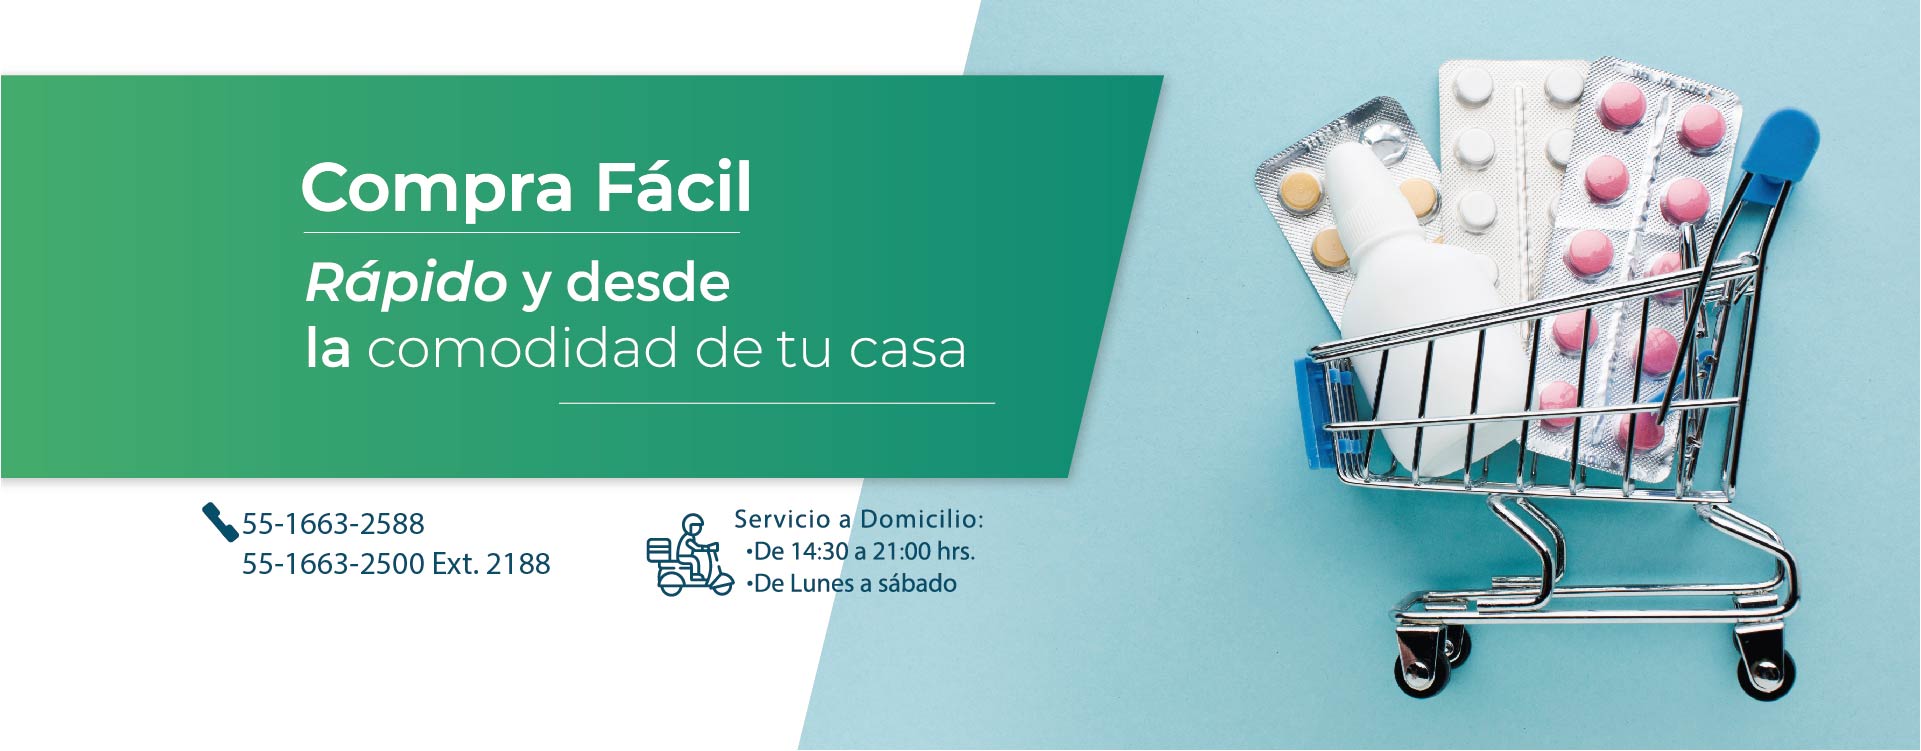 Compra Fácil
Rápido y desde
la comodidad de tu casa
55-1663-2588
55-1663-2500 Ext. 2188
Servicio a Domicilio:
•De 14:30 a 21:00 hrs.
•De Lunes a sábado